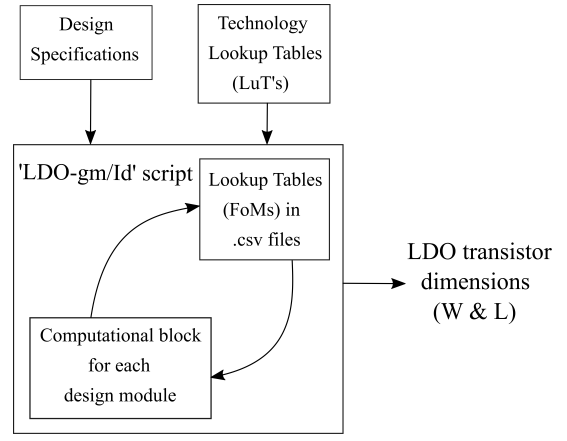 Design
Specifications
Technology
Lookup Tables
(LuT's)
'LDO-gm/Id' script
Lookup Tables
(FoMs) in
.csv files
Computational block
for each
design module
LDO transistor
dimensions
(W & L)